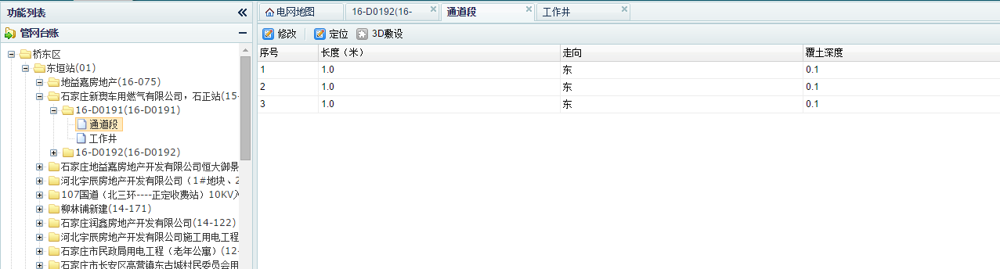 功能列表
管网台账
桥东区
东垣站(01)
地益嘉房地产(16-075)
石家庄新澳车用燃气有限公司，石正站(15-
16-D0191(16-D0191)
通道段
工作井
16-D0192(16-D0192)
石家庄地益嘉房地产开发有限公司恒大御景
河北宇辰房地产开发有限公司（1#地块、2
107国道（北三环----正定收费站）10KV入
柳林铺新建(14-171)
石家庄润鑫房地产开发有限公司(14-122)
河北宇辰房地产开发有限公司施工用电工程
石家庄市民政局用电工程（老年公寓）(12-
石家庄市长安区高营镇东古城村民委员会用
电网地图 16-D0192(16- 通道段 工作井
修改 定位 3D敷设
序号 长度（米） 走向 覆土深度
1 1.0 东 0.1
2 1.0 东 0.1
3 1.0 东 0.1